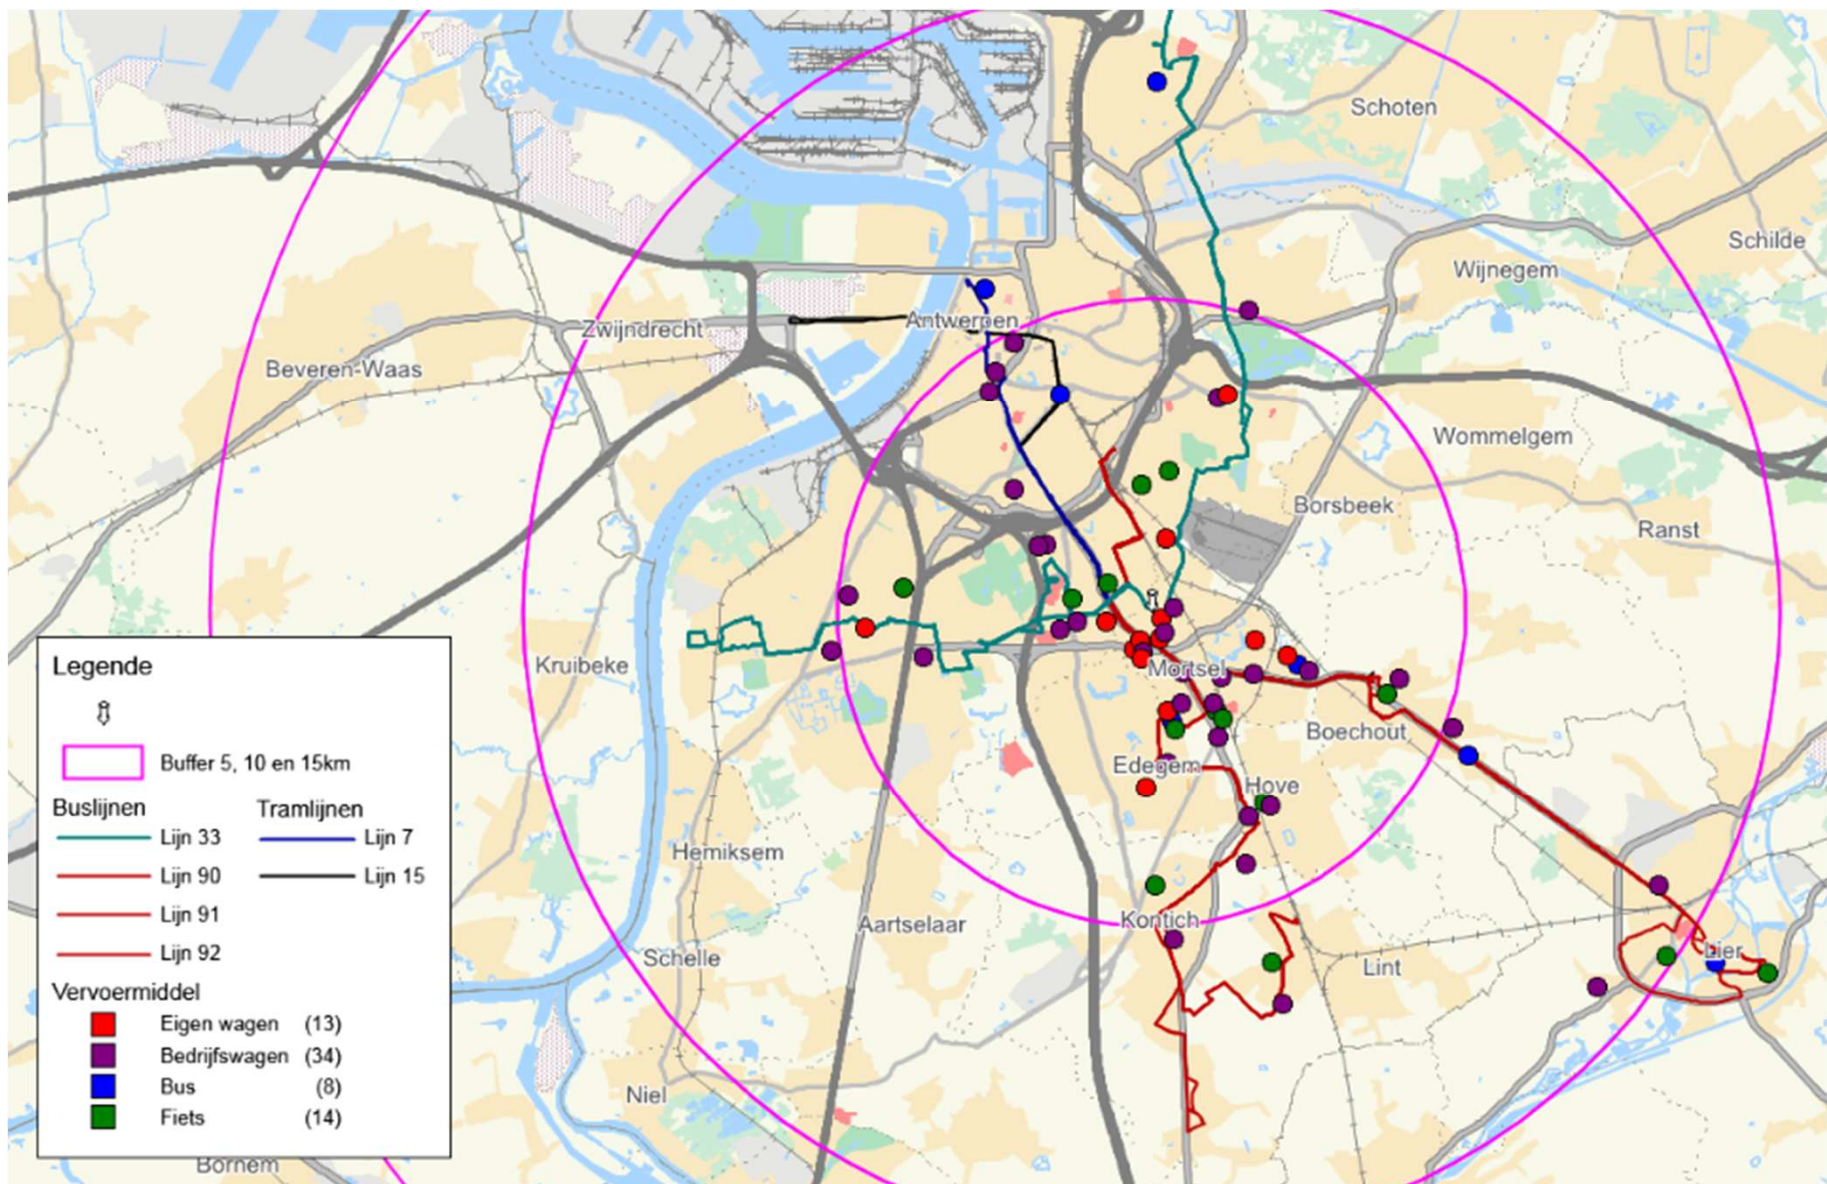 Schoten
Schilde
Wijnegem
Antwerpen
Zwijndrecht
Beveren-Waas
Wommelgem
Borsbeek
Ranst
Kruibeke
Mortsel
Boechout
Edegem
Hove
Hemiksem
Kontich
Aartselaar
Lier
Schelle
Lint
Niel
Bornem
Legende
Buffer 5, 10 en 15km
Buslijnen Tramlijnen
Lijn 33 Lijn 7
Lijn 90 Lijn 15
Lijn 91
Lijn 92
Vervoermiddel
Eigen wagen (13)
Bedrijfswagen (34)
Bus (8)
Fiets (14)